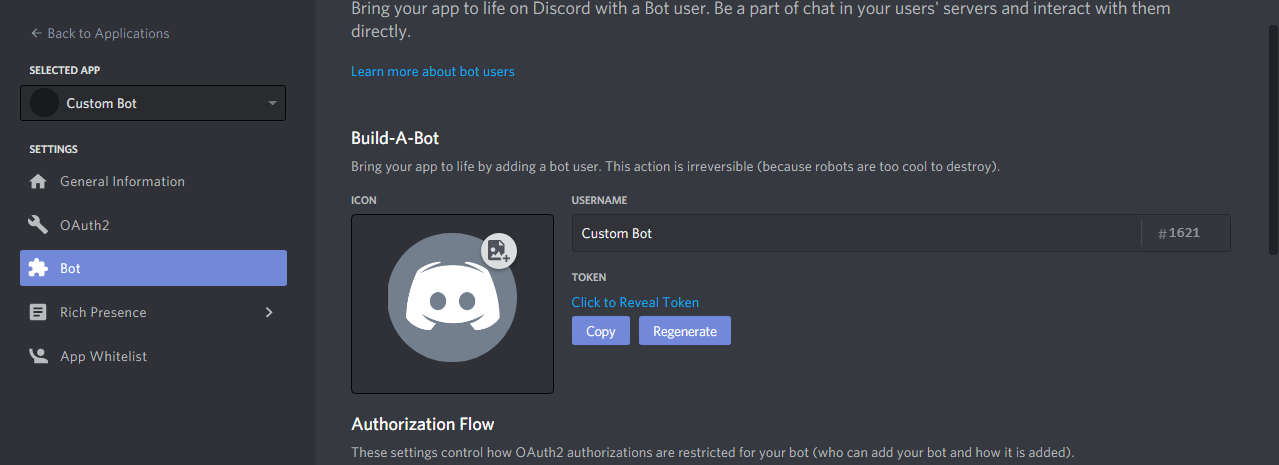 Back to Applications
SELECTED APP
Custom Bot
SETTINGS
General Information
OAuth2
Bot
Rich Presence
App Whitelist
Bring your app to life on Discord with a Bot user. Be a part of chat in your users' servers and interact with them
directly.
Learn more about bot users
Build-A-Bot
Bring your app to life by adding a bot user. This action is irreversible (because robots are too cool to destroy).
ICON
USERNAME
Custom Bot #1621
TOKEN
Click to Reveal Token
Copy Regenerate
Authorization Flow
These settings control how OAuth2 authorizations are restricted for your bot (who can add your bot and how it is added).